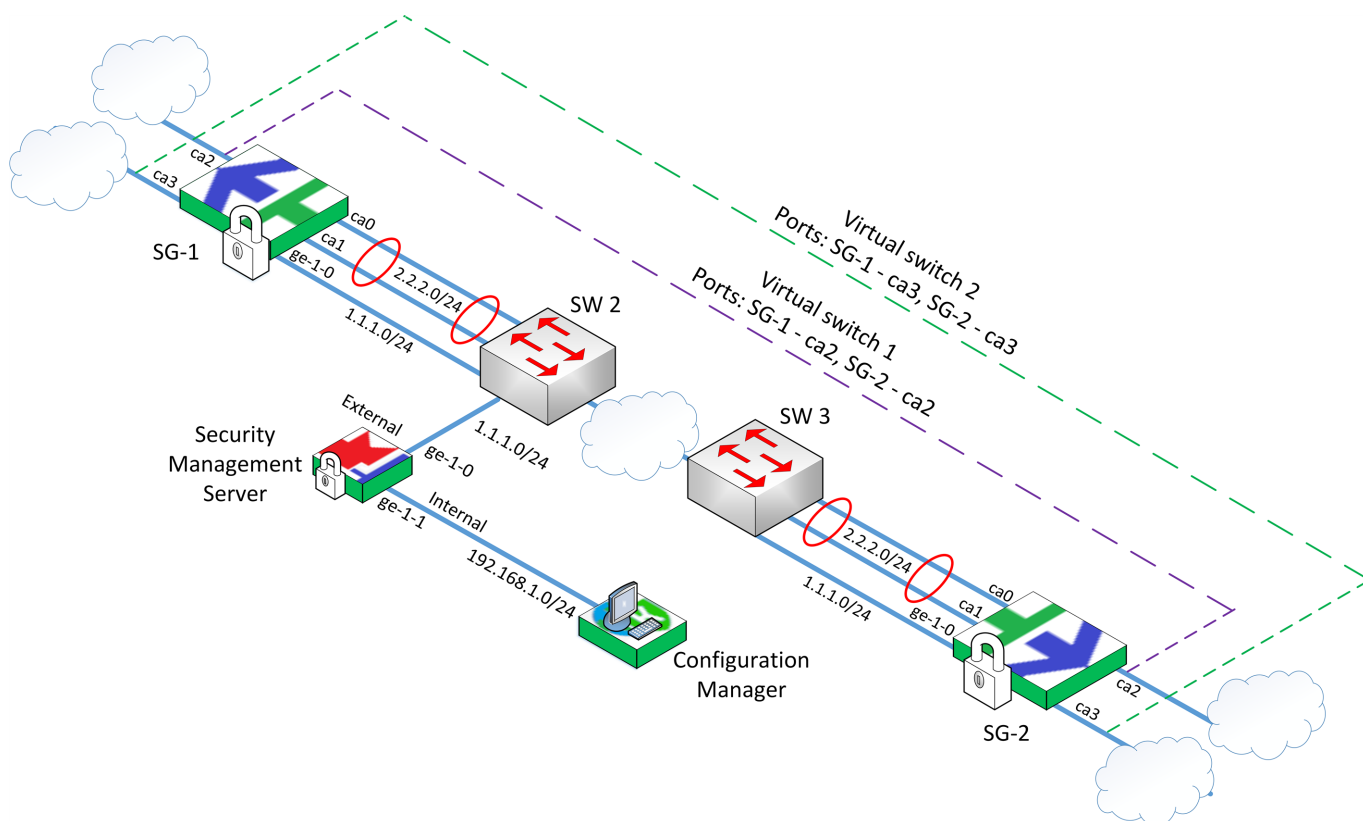 ca2
ca3
SG-1
ca0
ca1
ge-1-0
2.2.2.0/24
1.1.1.0/24
SW 2
Virtual switch 2
Ports: SG-1 - ca3, SG-2 - ca3
Virtual switch 1
Ports: SG-1 - ca2, SG-2 - ca2
External
1.1.1.0/24
ge-1-0
Security
Management
Server
ge-1-1
Internal
192.168.1.0/24
Configuration
Manager
SW 3
2.2.2.0/24
1.1.1.0/24
ca0
ca1
ge-1-0
SG-2
ca2
ca3